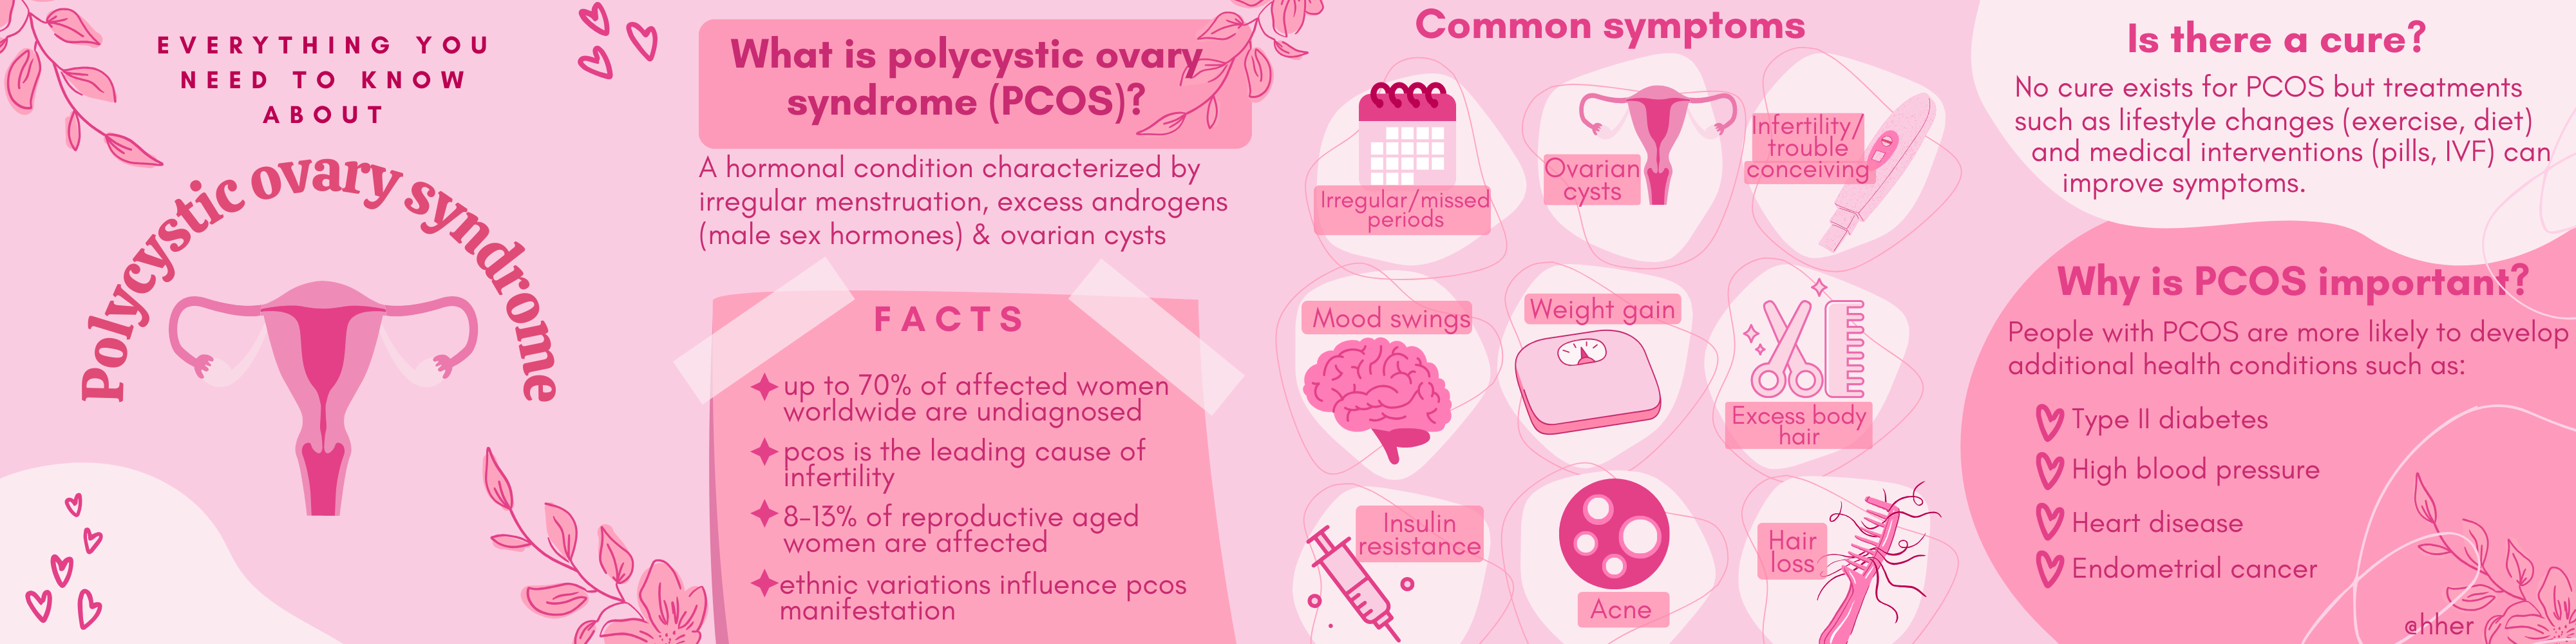 EVERYTHING YOU
NEED TO KNOW
ABOUT
Polycystic ovary syndrome
What is polycystic ovary
syndrome (PCOS)?
A hormonal condition characterized by
irregular menstruation, excess androgens
(male sex hormones) & ovarian cysts
FACTS
up to 70% of affected women
worldwide are undiagnosed
pcos is the leading cause of
infertility
8-13% of reproductive aged
women are affected
ethnic variations influence pcos
manifestation
Common symptoms
Irregular/missed
periods
Ovarian
cysts
Infertility/
trouble
conceiving
Mood swings
Weight gain
Excess body
hair
Insulin
resistance
Acne
Hair
loss
Is there a cure?
No cure exists for PCOS but treatments
such as lifestyle changes (exercise, diet)
and medical interventions (pills, IVF) can
improve symptoms.
Why is PCOS important?
People with PCOS are more likely to develop
additional health conditions such as:
Type II diabetes
High blood pressure
Heart disease
Endometrial cancer
@hher